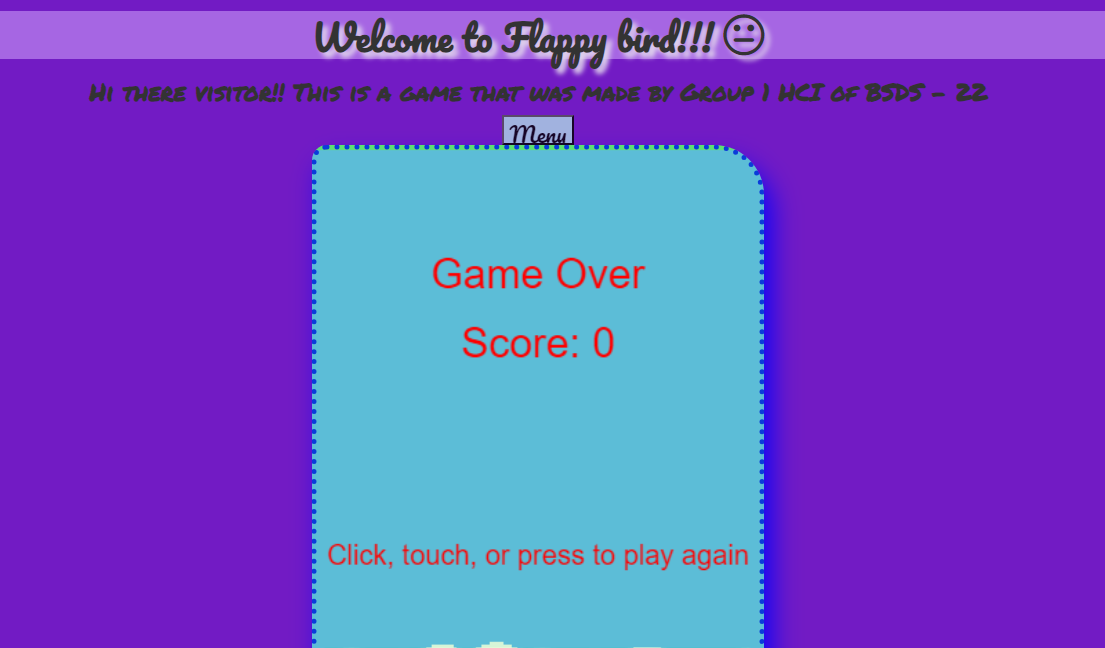 Welcome to Flappy bird!!! 😐
Hi there visitor!! This is a game that was made by Group 1 HCI of BSDS - 22
Menu
Game Over
Score: 0
Click, touch, or press to play again